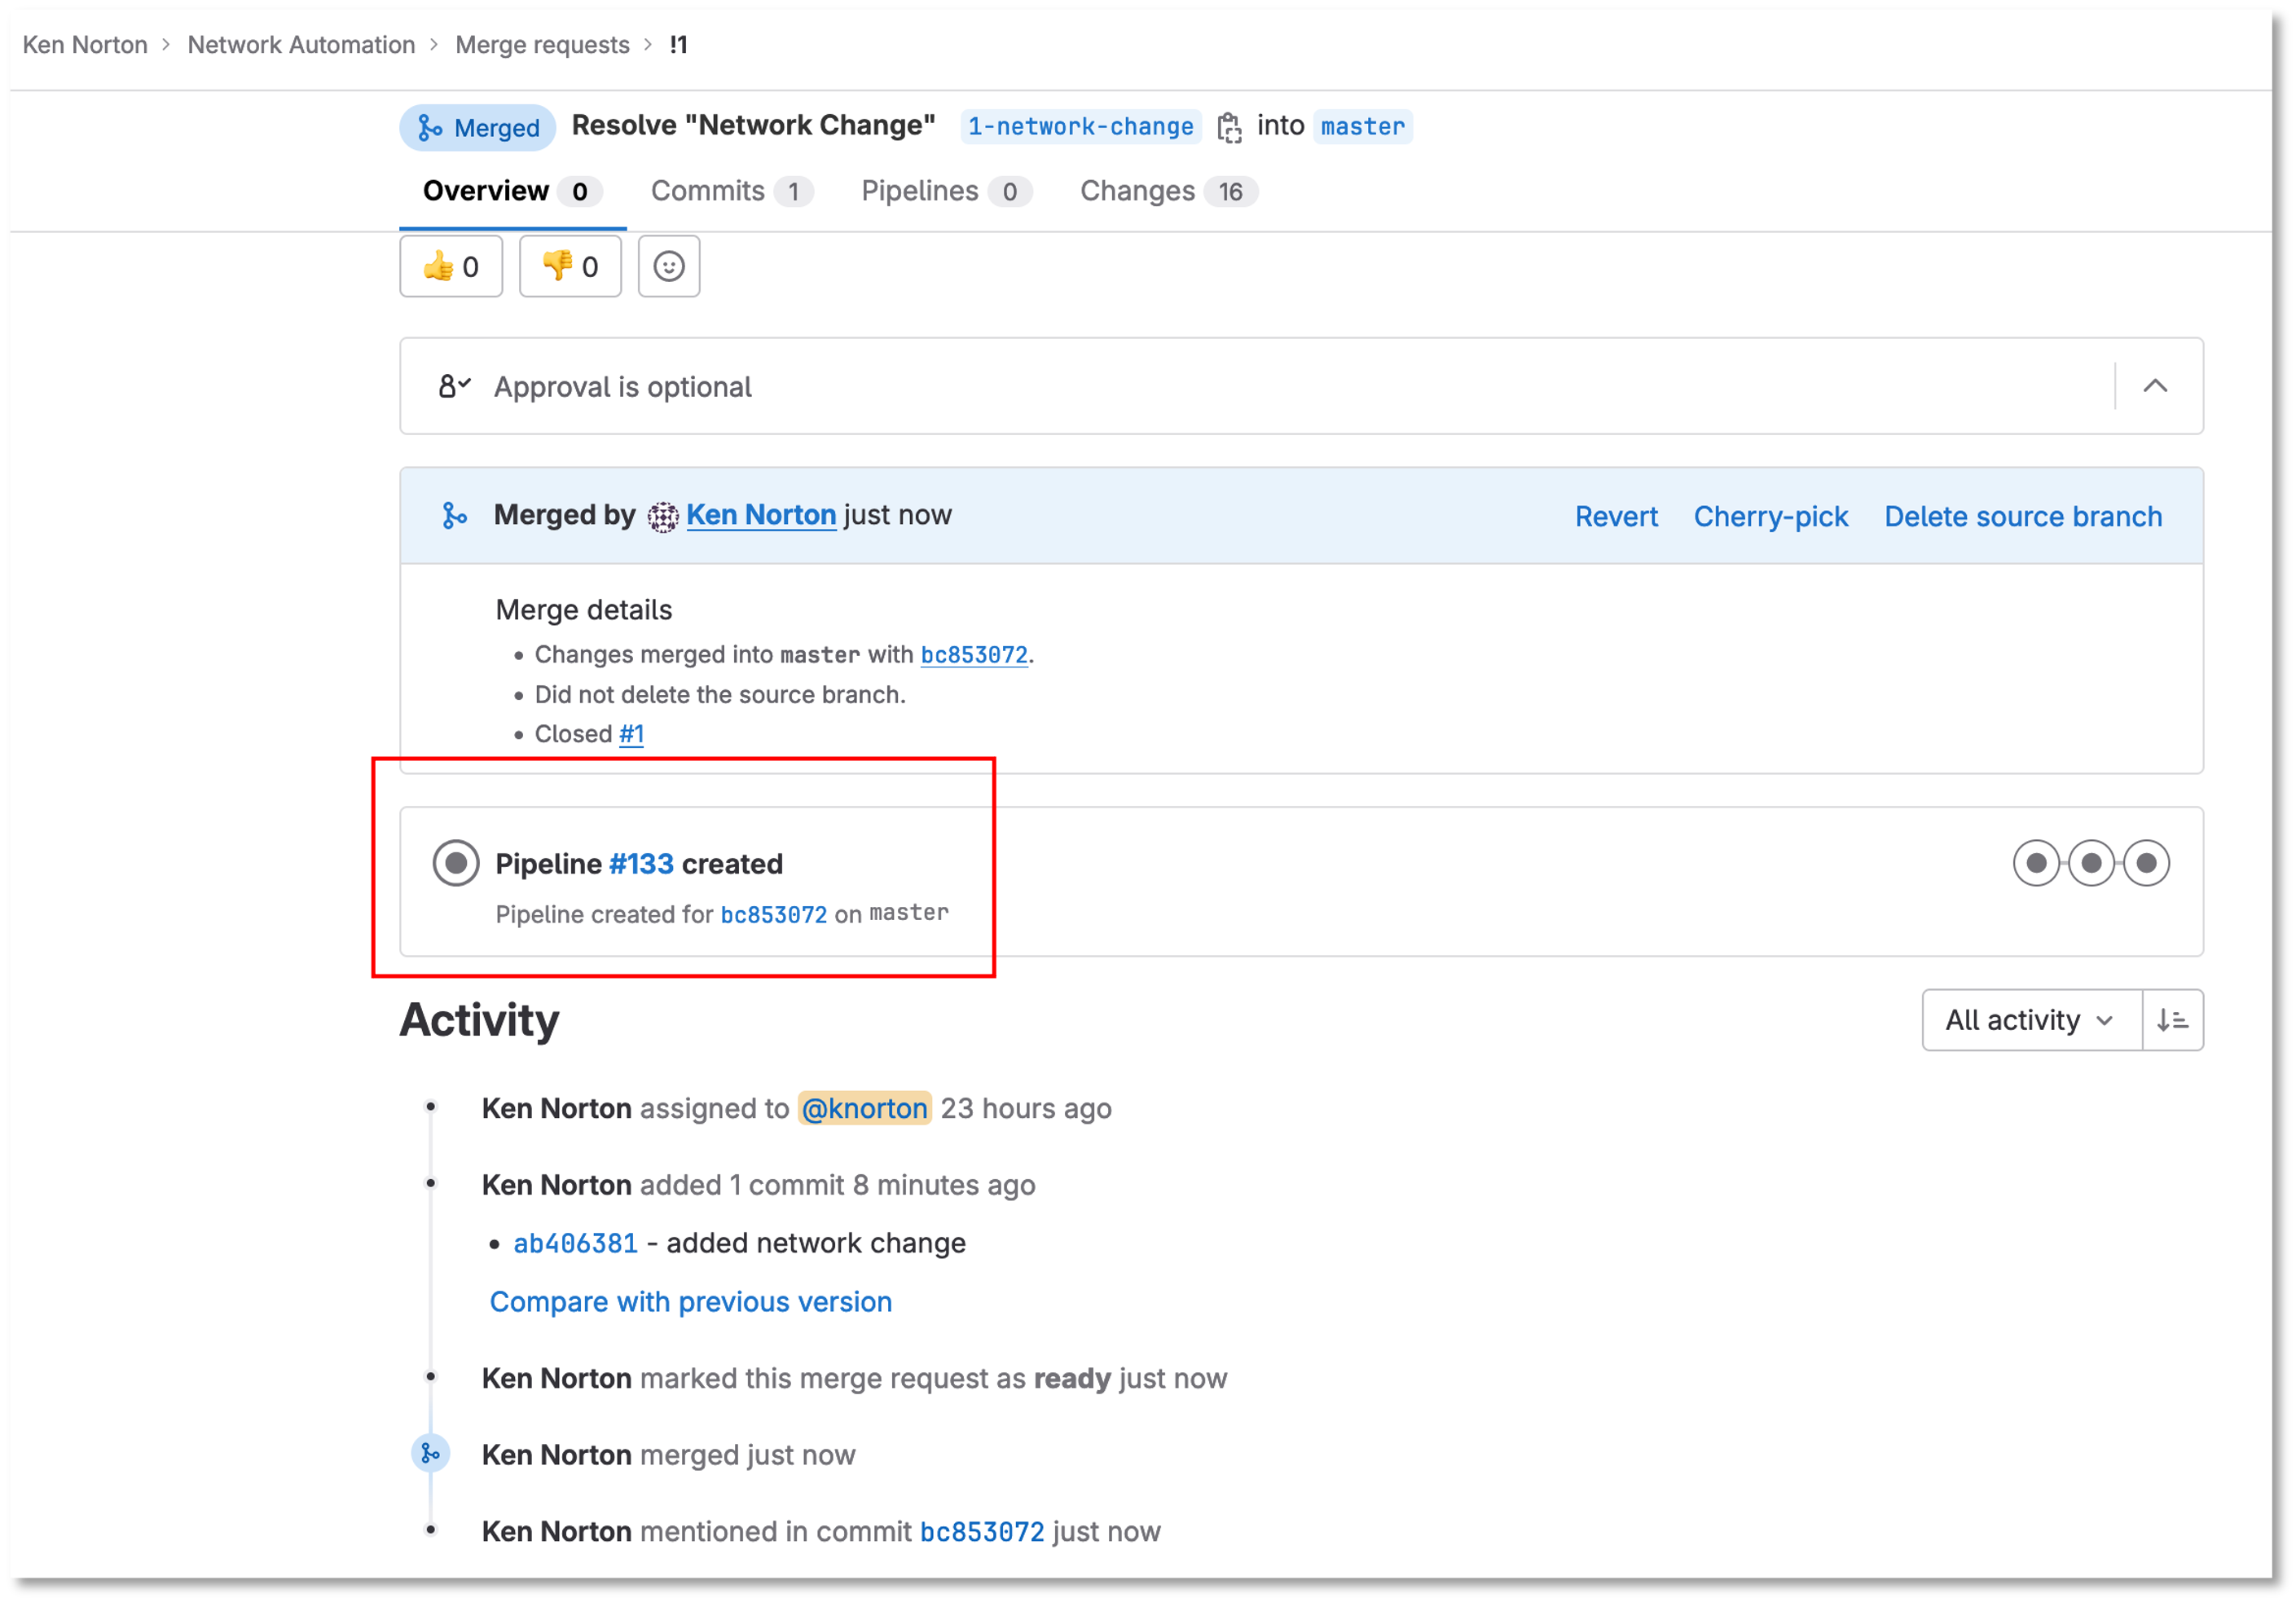 Ken Norton > Network Automation > Merge requests > !1
Merged Resolve "Network Change" 1-network-change into master
Overview 0 Commits 1 Pipelines 0 Changes 16
👍 0 👎 0
Approval is optional
Merged by Ken Norton just now Revert Cherry-pick Delete source branch
Merge details
• Changes merged into master with bc853072.
• Did not delete the source branch.
• Closed #1
Pipeline #133 created
Pipeline created for bc853072 on master
Activity All activity
Ken Norton assigned to @knorton 23 hours ago
Ken Norton added 1 commit 8 minutes ago
• ab406381 - added network change
Compare with previous version
Ken Norton marked this merge request as ready just now
Ken Norton merged just now
Ken Norton mentioned in commit bc853072 just now